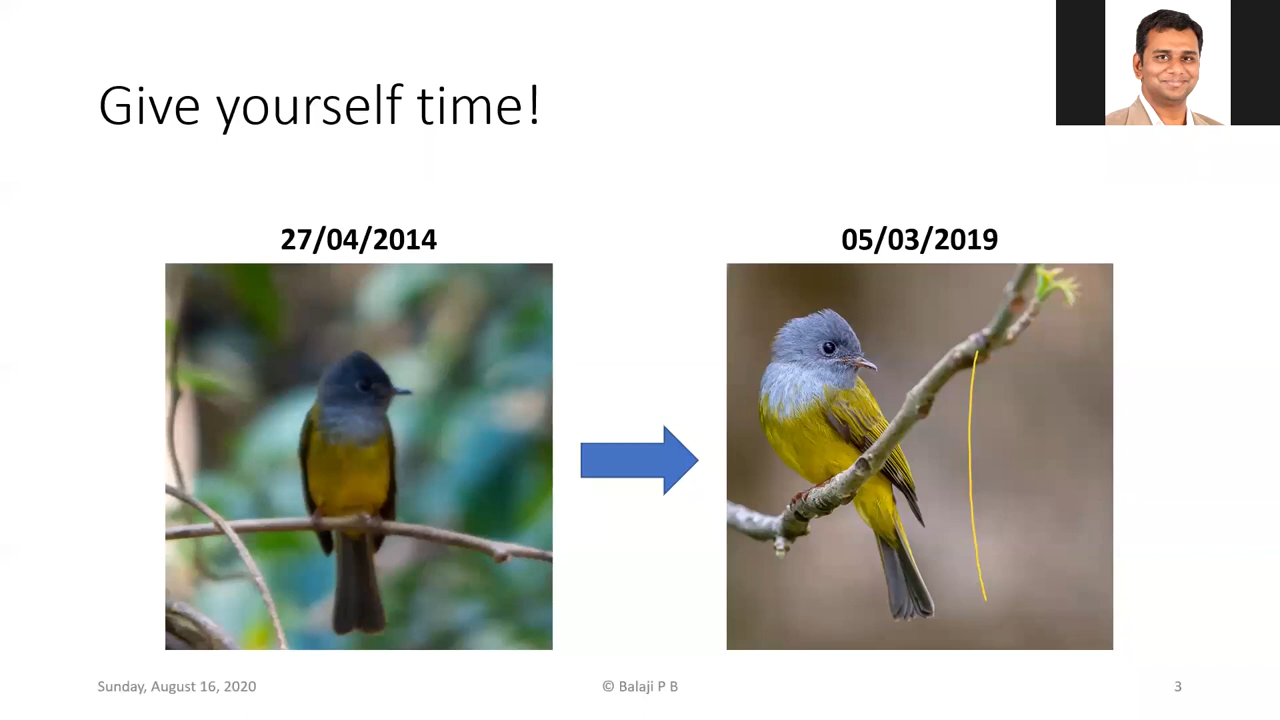 Give yourself time!
27/04/2014
05/03/2019
Sunday, August 16, 2020
© Balaji P B
3